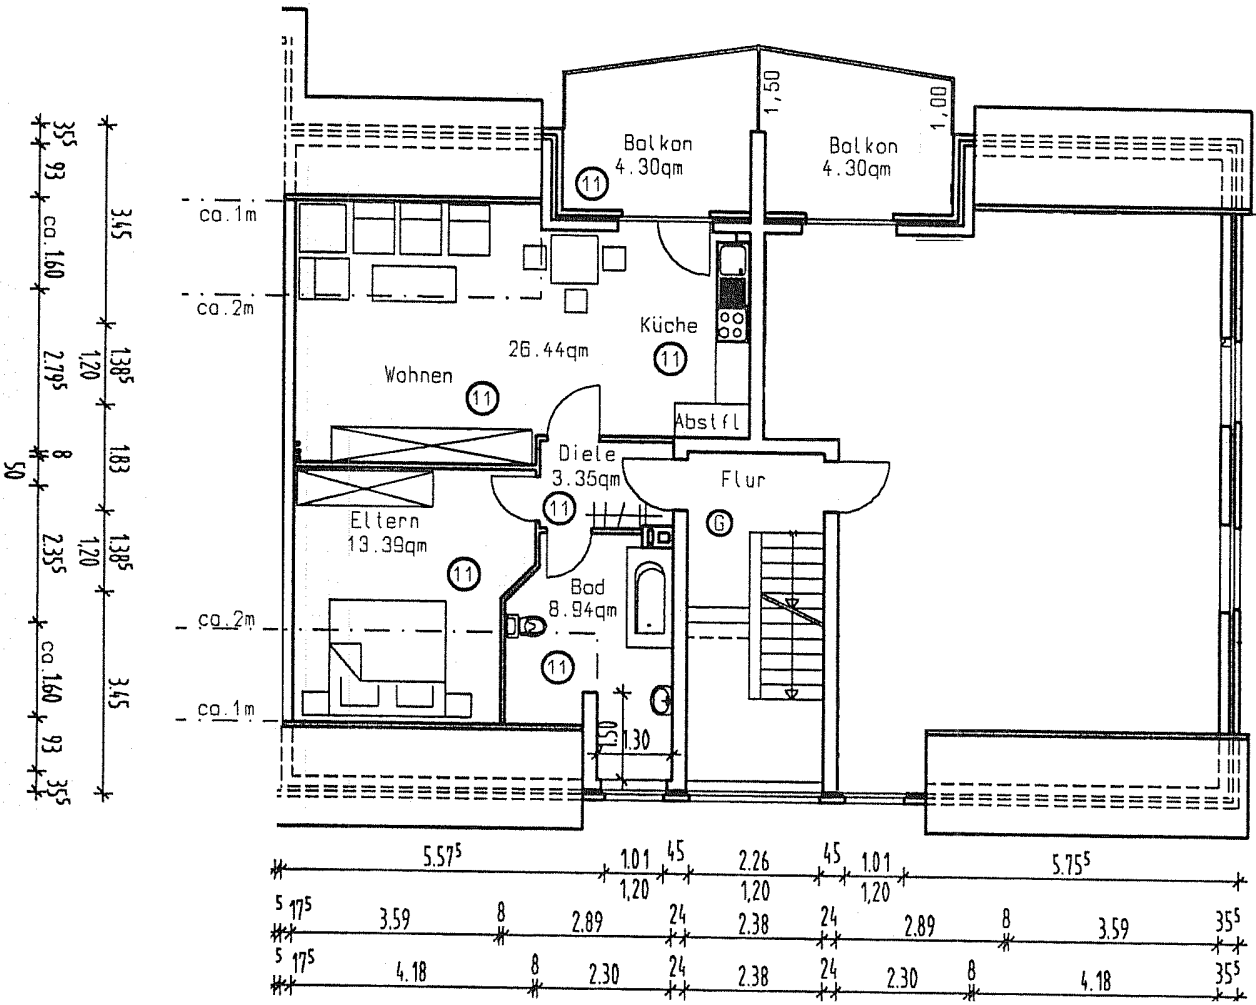 1,50
1,00
Balkon
4.30qm
Balkon
4.30qm
11
ca.1m
ca.2m
Küche
26.44qm
11
Wohnen
11
Abstfl
Diele
3.35qm
11
Flur
G
Eltern
13.39qm
11
Bad
8.94qm
11
ca.2m
ca.1m
1.50
1.30
35⁵
93
ca. 1.60
2.79⁵
8
50
2.35⁵
ca. 1.60
93
35⁵
3.45
1.38⁵
1,20
1.83
1.38⁵
1,20
3.45
5.57⁵ 1.01 45 2.26 45 1.01 5.75⁵
1,20 1,20 1,20
5 17⁵ 3.59 8 2.89 24 2.38 24 2.89 8 3.59 35⁵
5 17⁵ 4.18 8 2.30 24 2.38 24 2.30 8 4.18 35⁵